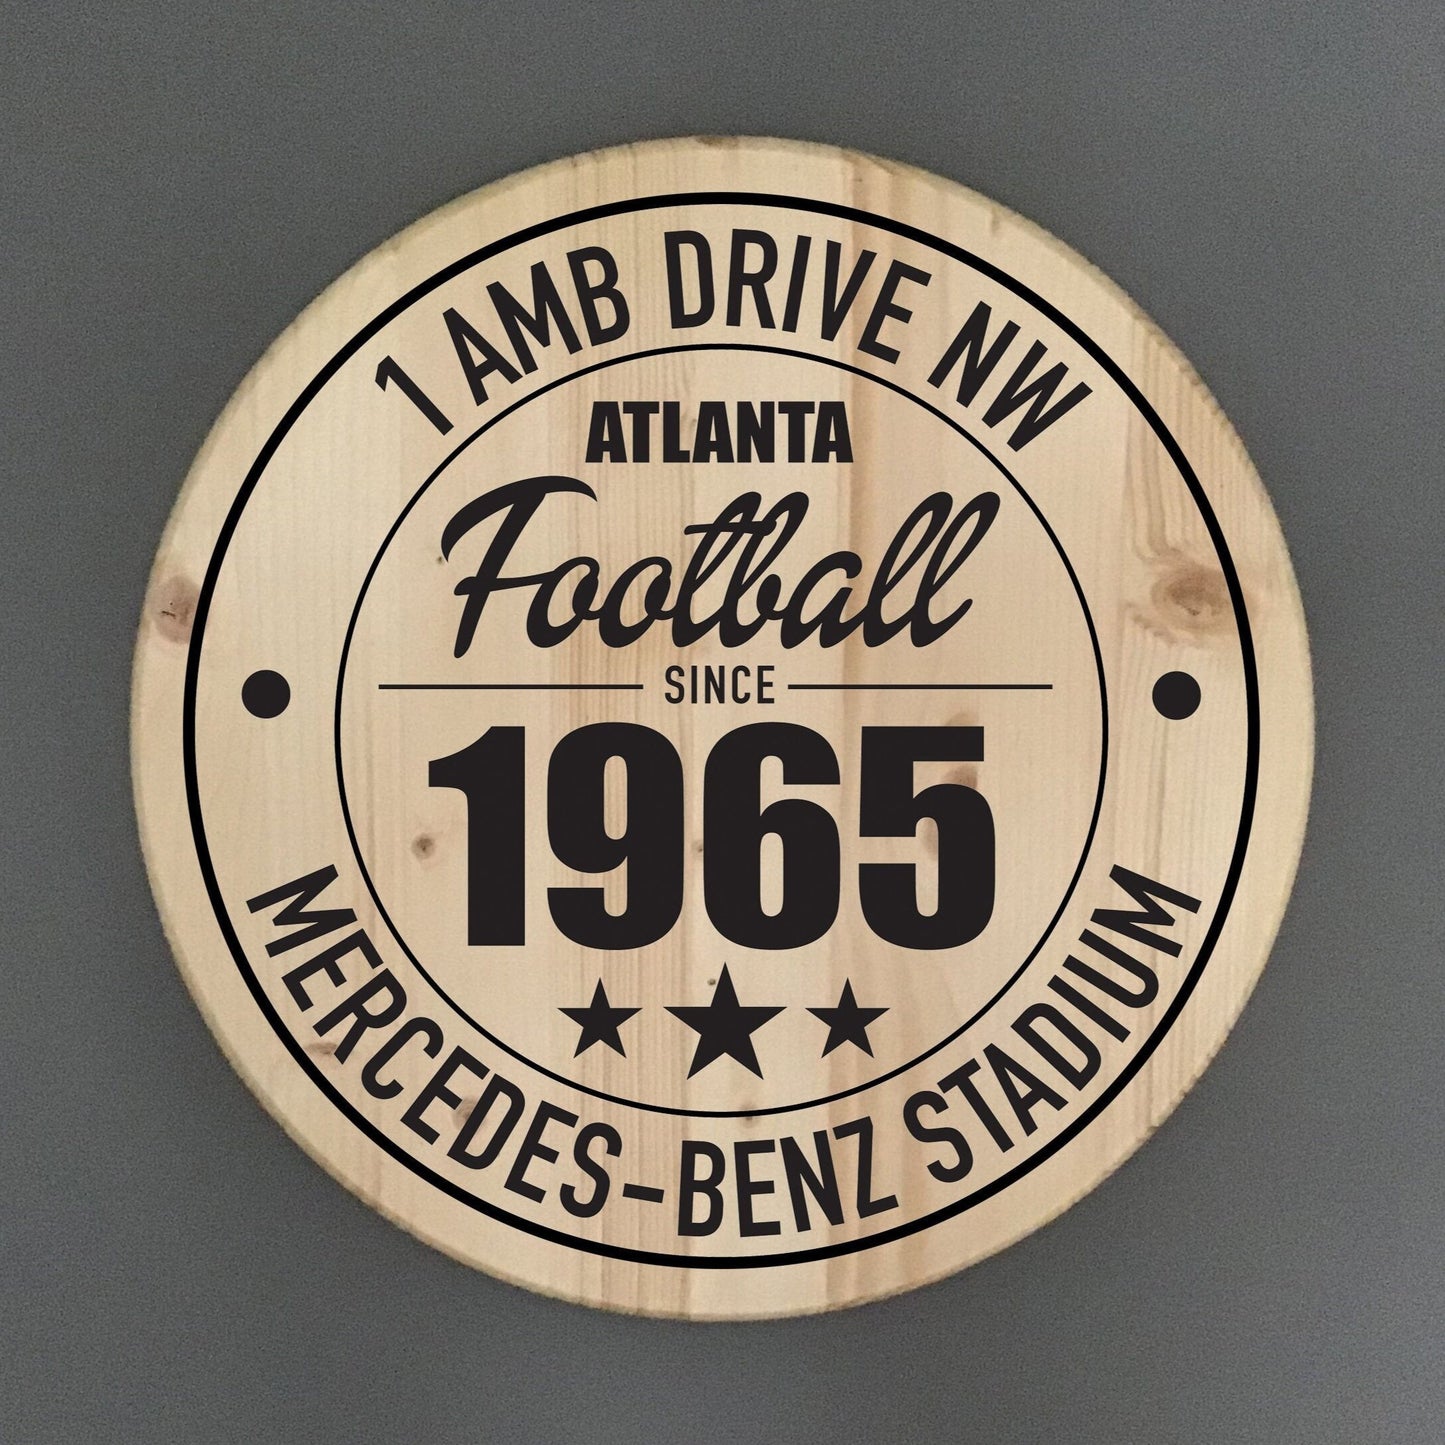 1 AMB DRIVE NW
ATLANTA
Football
SINCE
1965
MERCEDES-BENZ STADIUM